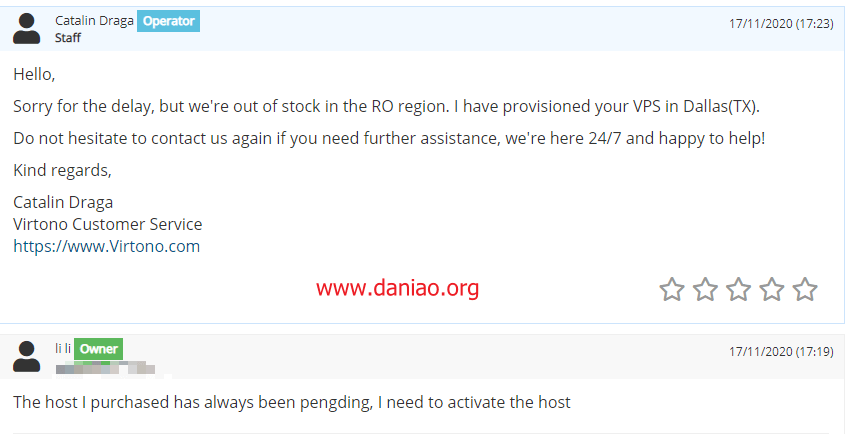 Catalin Draga Operator
17/11/2020 (17:23)
Staff
Hello,
Sorry for the delay, but we're out of stock in the RO region. I have provisioned your VPS in Dallas(TX).
Do not hesitate to contact us again if you need further assistance, we're here 24/7 and happy to help!
Kind regards,
Catalin Draga
Virtono Customer Service
https://www.Virtono.com
www.daniao.org
li li Owner
17/11/2020 (17:19)
The host I purchased has always been pengding, I need to activate the host